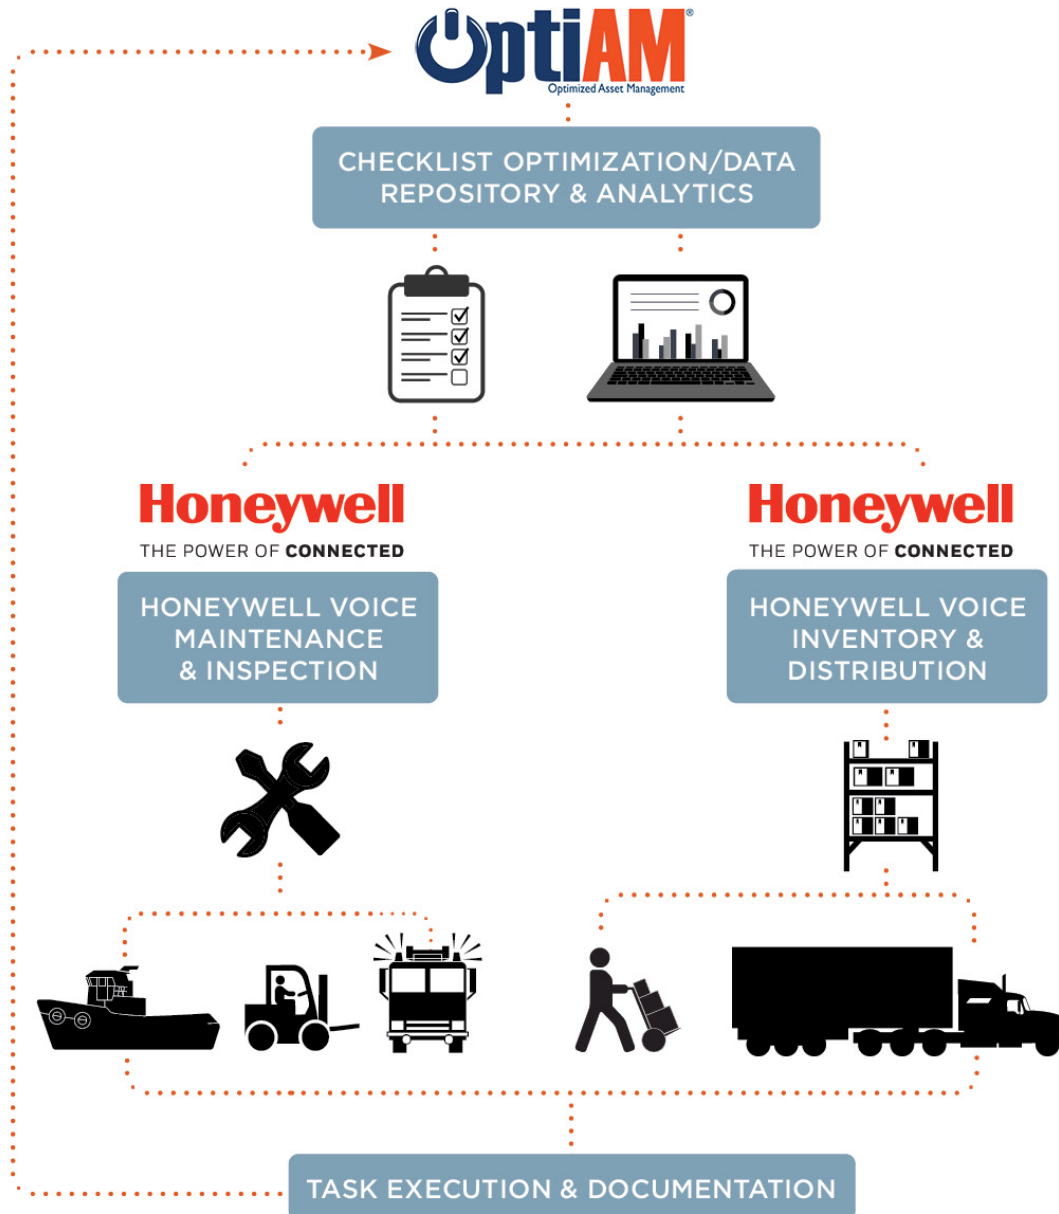 OptiAM®
Optimized Asset Management
CHECKLIST OPTIMIZATION/DATA
REPOSITORY & ANALYTICS
Honeywell
THE POWER OF CONNECTED
HONEYWELL VOICE
MAINTENANCE
& INSPECTION
Honeywell
THE POWER OF CONNECTED
HONEYWELL VOICE
INVENTORY &
DISTRIBUTION
TASK EXECUTION & DOCUMENTATION